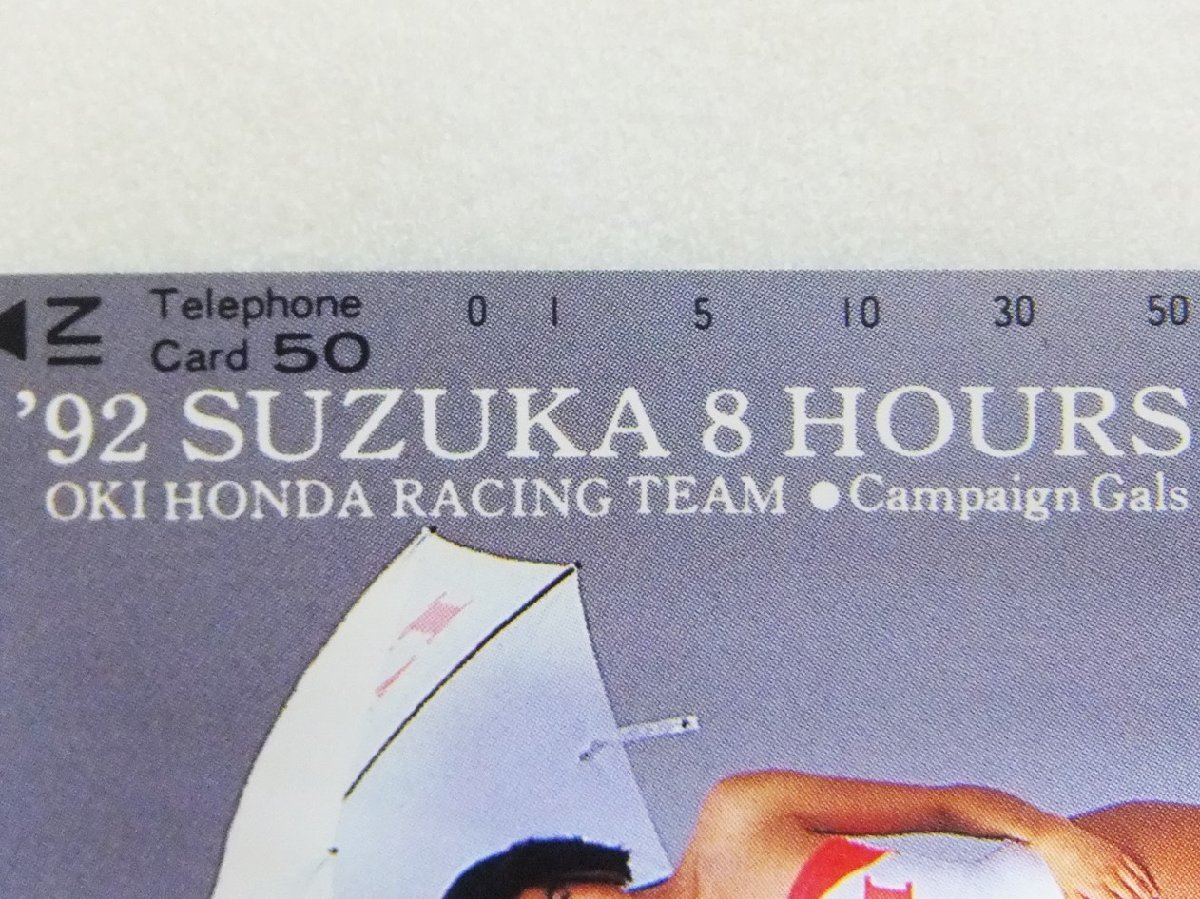 IN Telephone 0 1 5 10 30 50
Card 50
'92 SUZUKA 8 HOURS
OKI HONDA RACING TEAM ●Campaign Gals